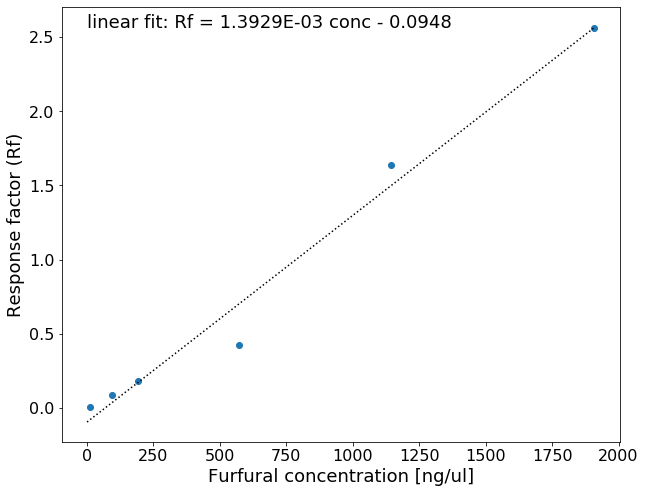 linear fit: Rf = 1.3929E-03 conc - 0.0948
2.5
2.0
1.5
1.0
0.5
0.0
Response factor (Rf)
0 250 500 750 1000 1250 1500 1750 2000
Furfural concentration [ng/ul]